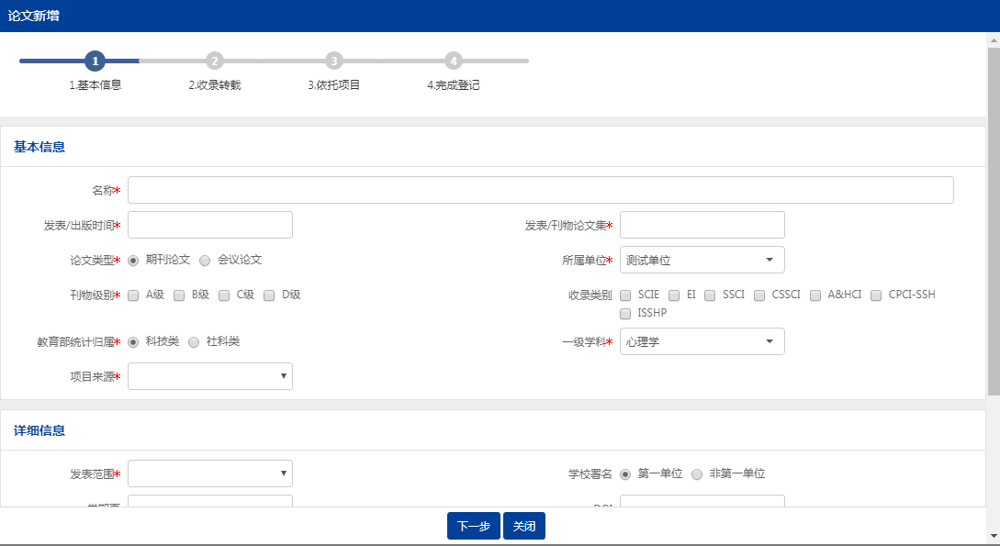 论文新增
1 2 3 4
1.基本信息 2.收录转载 3.依托项目 4.完成登记
基本信息
名称*
发表/出版时间* 发表/刊物论文集*
论文类型* 期刊论文 会议论文 所属单位* 测试单位
刊物级别* A级 B级 C级 D级 收录类别 SCIE EI SSCI CSSCI A&HCI CPCI-SSH
ISSHP
教育部统计归属* 科技类 社科类 一级学科* 心理学
项目来源*
详细信息
发表范围* 学校署名 第一单位 非第一单位
下一步 关闭